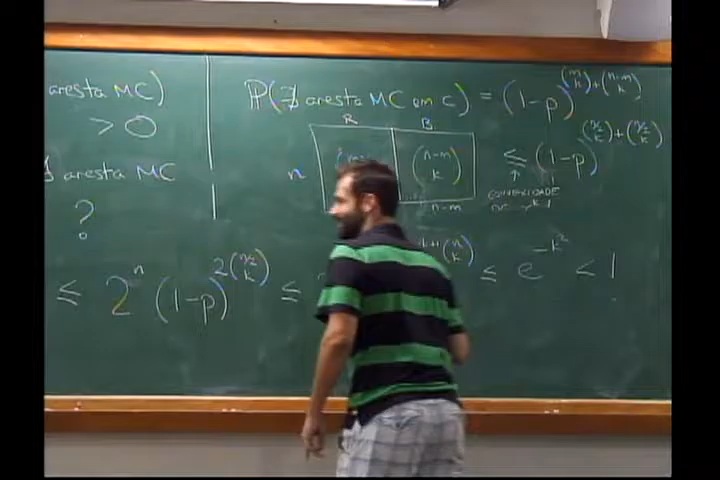 aresta MC)
> 0
∄ aresta MC
?
ℙ(∄ aresta MC em c) = (1-p)^{\binom{m}{k}+\binom{n-m}{k}}
R B
n \binom{n-m}{k} ≤ (1-p)^{\binom{n/2}{k}+\binom{n/2}{k}}
↑
n-m CONVEXIDADE
≤ 2^n (1-p)^{2\binom{n/2}{k}} ≤ \binom{n}{k} ≤ e^{-k^2} < 1